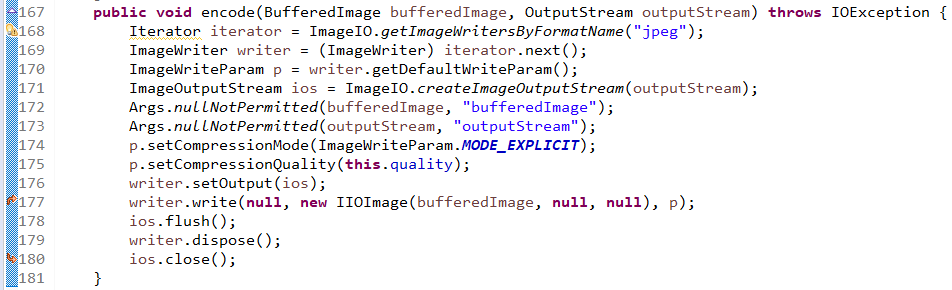 167 public void encode(BufferedImage bufferedImage, OutputStream outputStream) throws IOException {
168 Iterator iterator = ImageIO.getImageWritersByFormatName("jpeg");
169 ImageWriter writer = (ImageWriter) iterator.next();
170 ImageWriteParam p = writer.getDefaultWriteParam();
171 ImageOutputStream ios = ImageIO.createImageOutputStream(outputStream);
172 Args.nullNotPermitted(bufferedImage, "bufferedImage");
173 Args.nullNotPermitted(outputStream, "outputStream");
174 p.setCompressionMode(ImageWriteParam.MODE_EXPLICIT);
175 p.setCompressionQuality(this.quality);
176 writer.setOutput(ios);
177 writer.write(null, new IIOImage(bufferedImage, null, null), p);
178 ios.flush();
179 writer.dispose();
180 ios.close();
181 }